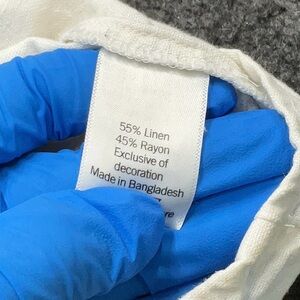 55% Linen
45% Rayon
Exclusive of
decoration
Made in Bangladesh